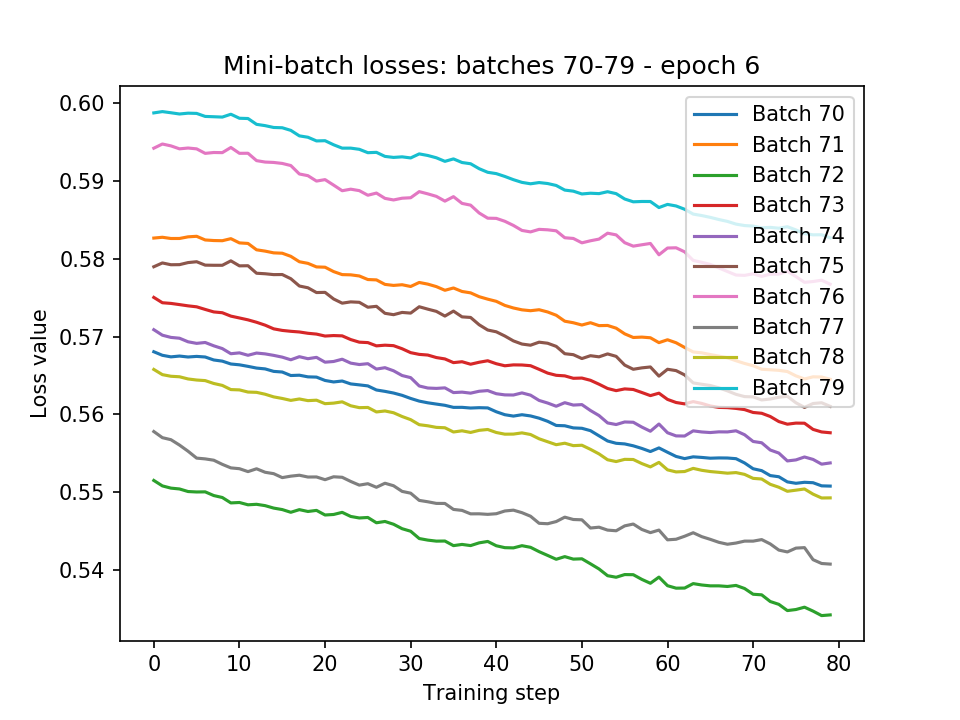 Mini-batch losses: batches 70-79 - epoch 6
Loss value
0.60
0.59
0.58
0.57
0.56
0.55
0.54
Batch 70
Batch 71
Batch 72
Batch 73
Batch 74
Batch 75
Batch 76
Batch 77
Batch 78
Batch 79
0 10 20 30 40 50 60 70 80
Training step